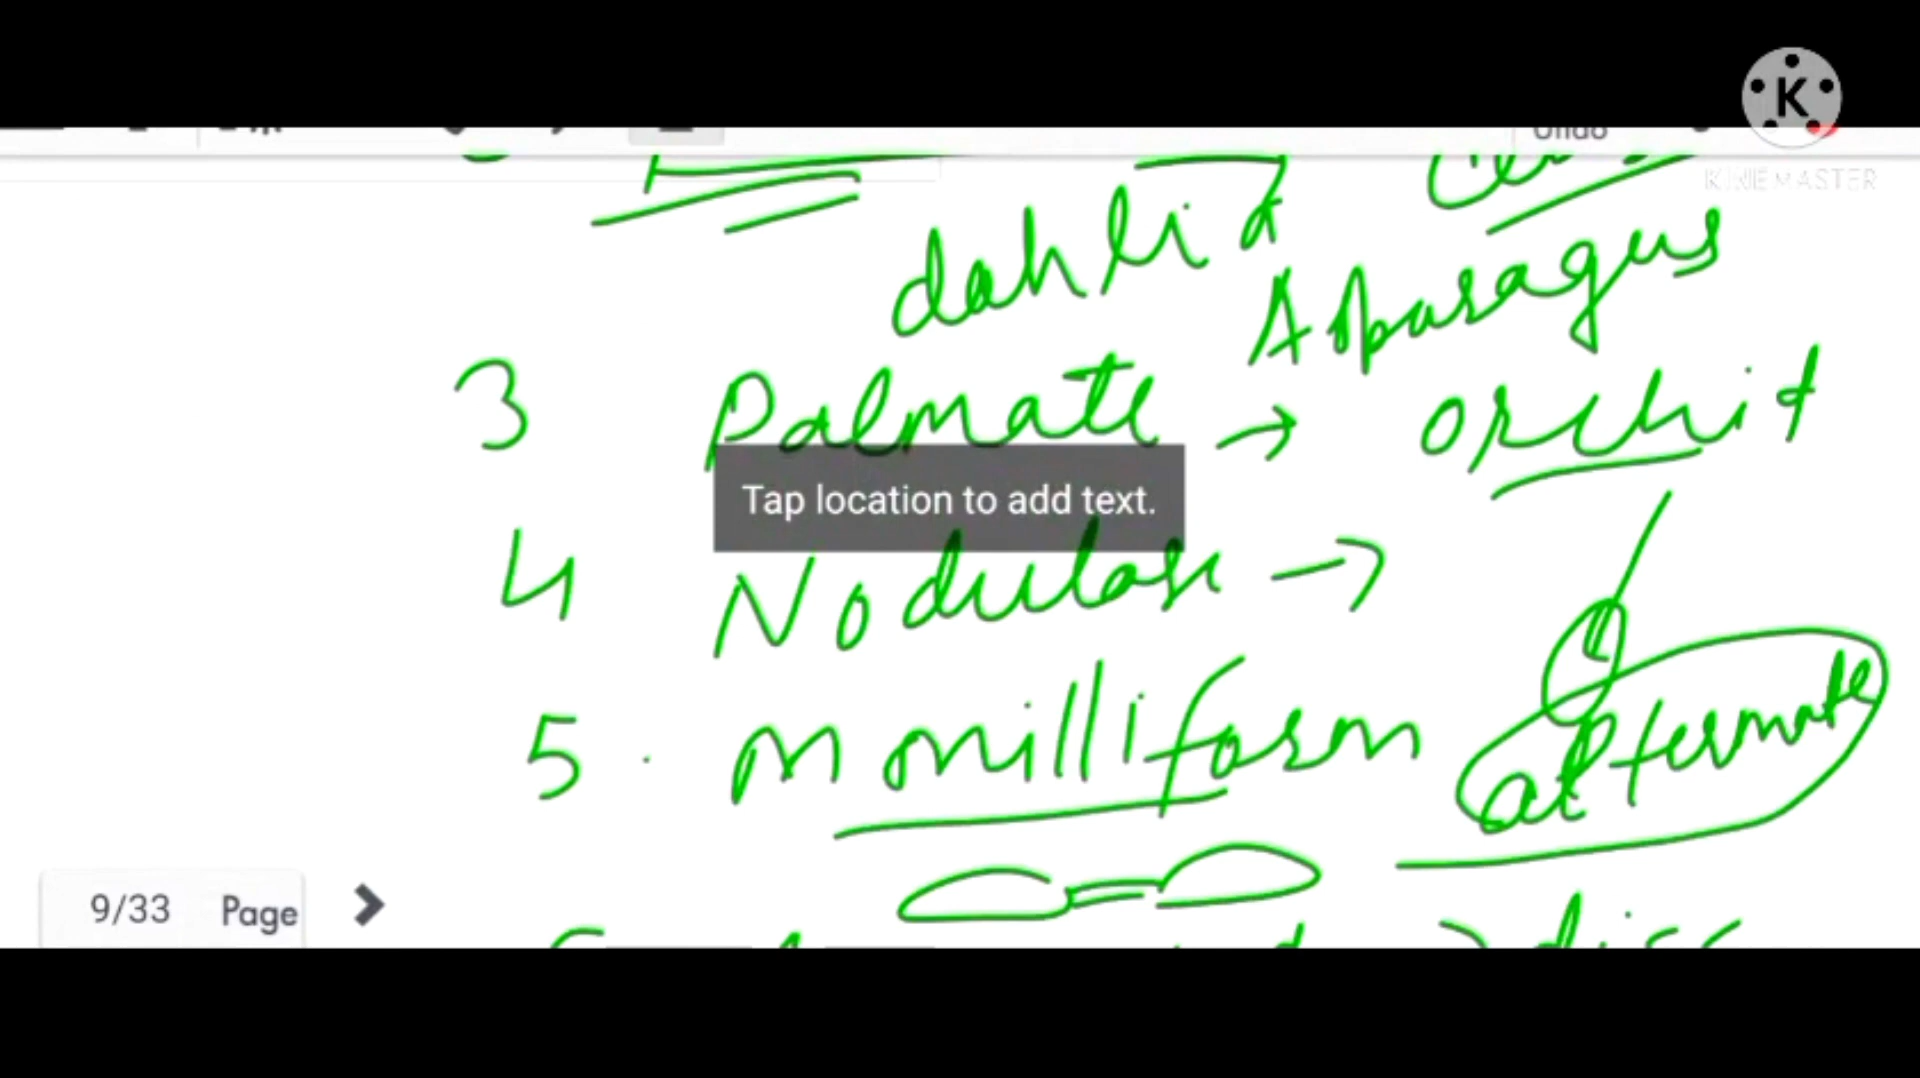 Undo
KINEMASTER
dahlia
Asparagus
3 Palmate → orchid
Tap location to add text.
4 Nodulose →
5. Monilliform alternate
9/33 Page